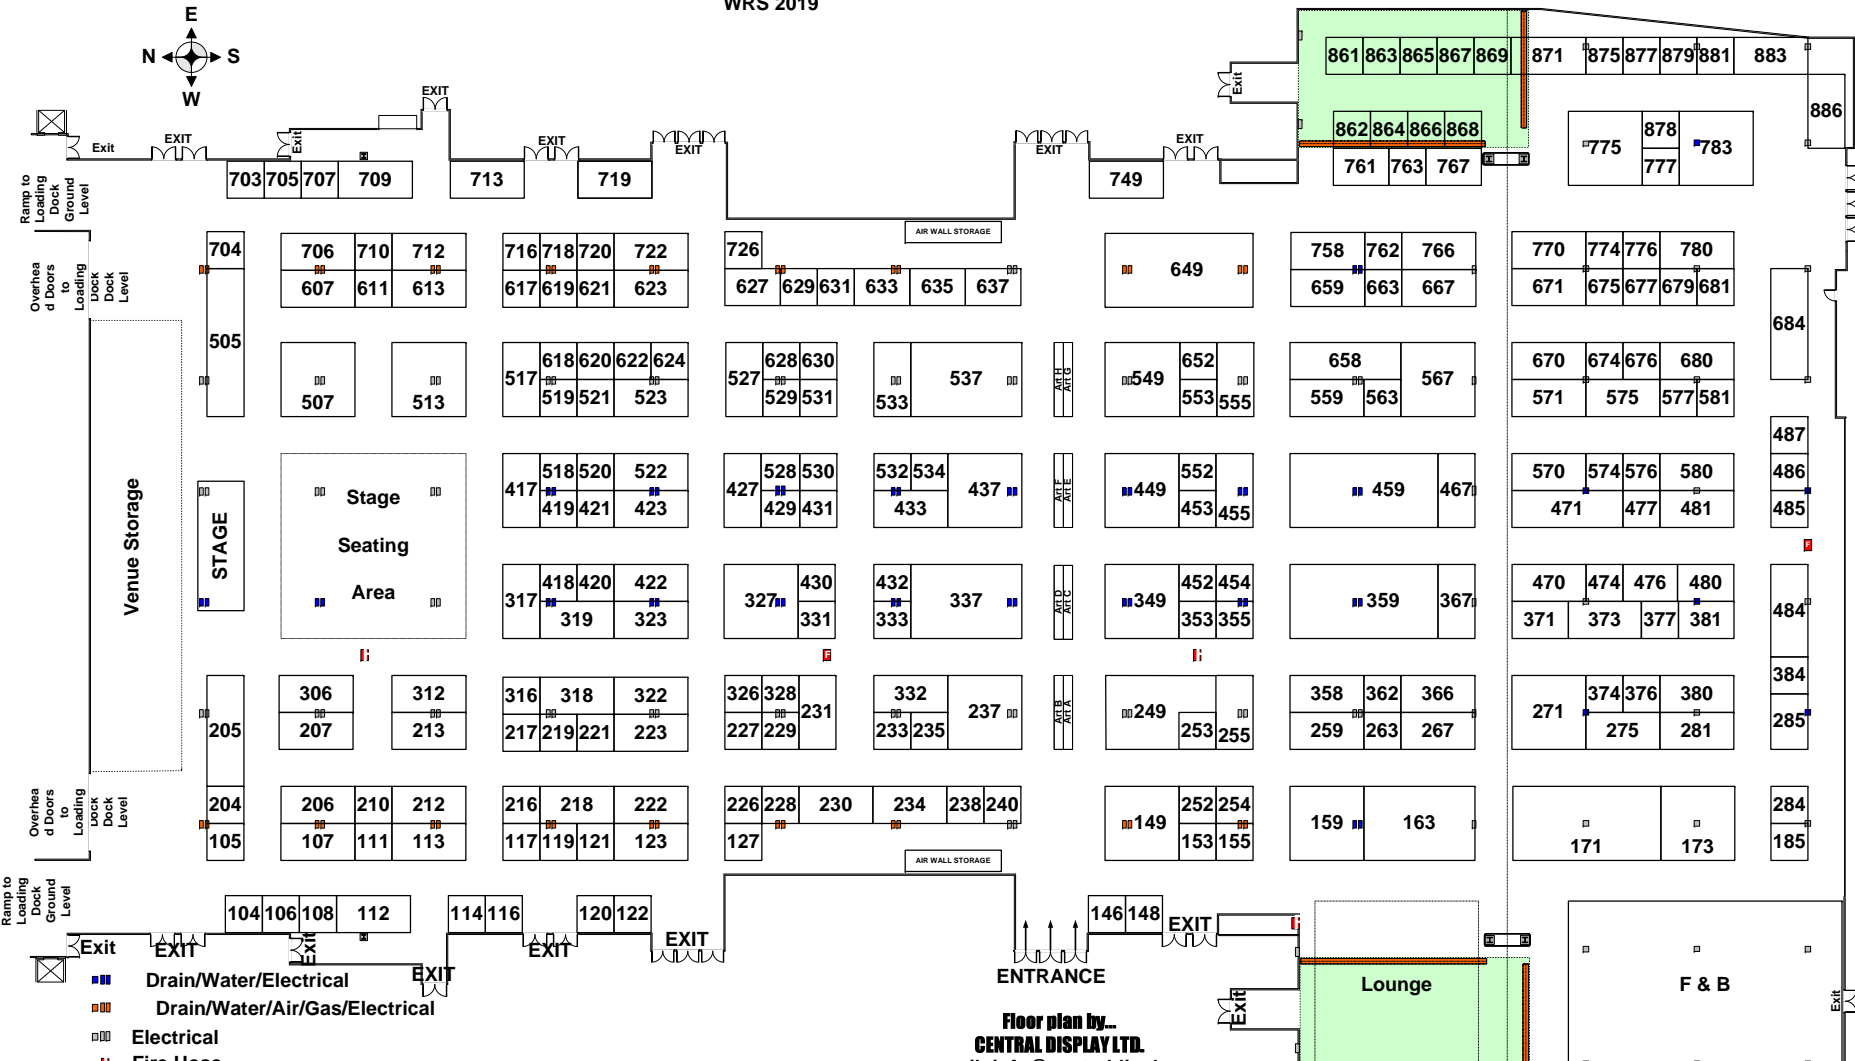 WRS 2019
E
N S
W
861 863 865 867 869 871 875 877 879 881 883
Exit
886
EXIT
862 864 866 868
775 878 783
777
Exit EXIT Exit EXIT EXIT EXIT EXIT
761 763 767
703 705 707 709 713 719 749
Ramp to
Loading
Dock
Ground
Level
AIR WALL STORAGE
704 706 710 712 716 718 720 722 726 649 758 762 766 770 774 776 780
607 611 613 617 619 621 623 627 629 631 633 635 637 659 663 667 671 675 677 679 681
Overhea
d Doors
to
Loading
Dock
Dock
Level
505 684
618 620 622 624 628 630 652 658 670 674 676 680
507 513 517 527 533 537 Art H Art G 549 555 567
519 521 523 529 531 553 559 563 571 575 577 581
487
518 520 522 528 530 532 534 552 570 574 576 580 486
417 427 437 Art F Art E 449 455 459 467
419 421 423 429 431 433 453 471 477 481 485
Venue Storage
STAGE
Stage
Seating
Area
F
418 420 422 430 432 452 454 470 474 476 480
317 327 337 Art D Art C 349 359 367 484
319 323 331 333 353 355 371 373 377 381
F
384
306 312 316 318 322 326 328 332 358 362 366 374 376 380
205 231 237 Art B Art A 249 255 271 285
207 213 217 219 221 223 227 229 233 235 253 259 263 267 275 281
204 206 210 212 216 218 222 226 228 230 234 238 240 252 254 284
149 159 163 171 173
105 107 111 113 117 119 121 123 127 153 155 185
Overhea
d Doors
to
Loading
Dock
Dock
Level
AIR WALL STORAGE
Ramp to
Loading
Dock
Ground
Level
104 106 108 112 114 116 120 122 146 148
Exit EXIT Exit EXIT EXIT EXIT EXIT
ENTRANCE
Lounge
F & B
Exit
Exit
Drain/Water/Electrical
Drain/Water/Air/Gas/Electrical
Electrical
Fire Hose
Floor plan by...
CENTRAL DISPLAY LTD.